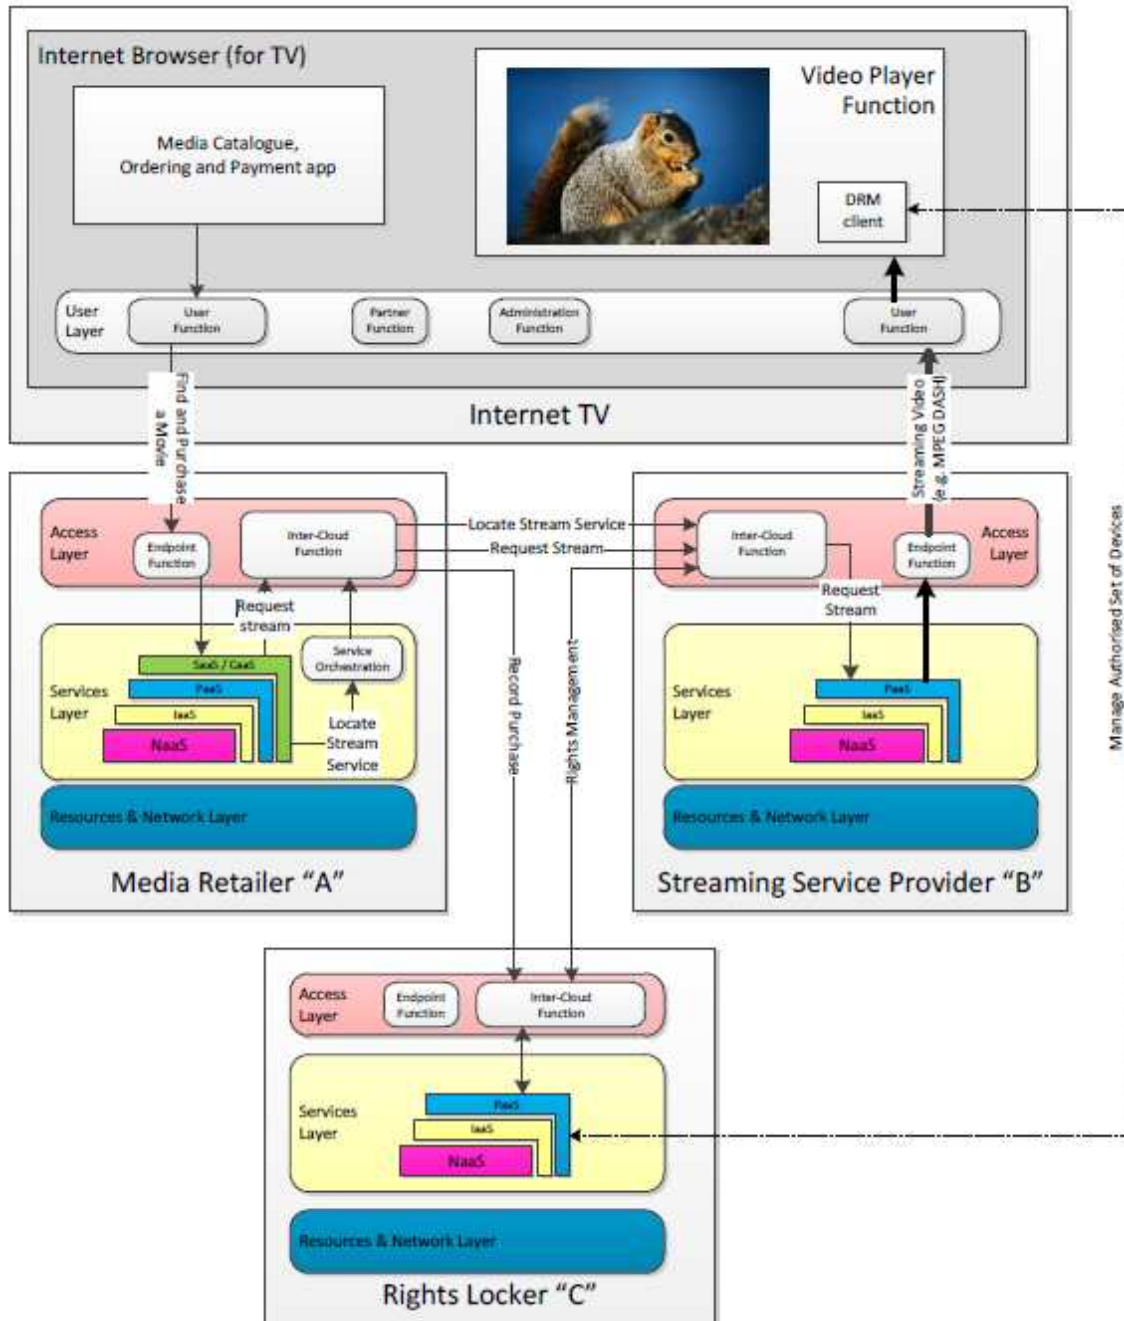 Internet Browser (for TV)
Media Catalogue,
Ordering and Payment app
Video Player
Function
DRM
client
User
Layer
User
Function
Partner
Function
Administration
Function
User
Function
Find and Purchase
a Movie
Streaming Video
(e.g. MPEG DASH)
Internet TV
Manage Authorised Set of Devices
Access
Layer
Endpoint
Function
Inter-Cloud
Function
Locate Stream Service
Request Stream
Inter-Cloud
Function
Endpoint
Function
Access
Layer
Request
stream
Request
Stream
Services
Layer
SaaS / CaaS
PaaS
IaaS
NaaS
Service
Orchestration
Locate
Stream
Service
Record Purchase
Rights Management
Services
Layer
PaaS
IaaS
NaaS
Resources & Network Layer
Resources & Network Layer
Media Retailer “A”
Streaming Service Provider “B”
Access
Layer
Endpoint
Function
Inter-Cloud
Function
Services
Layer
PaaS
IaaS
NaaS
Resources & Network Layer
Rights Locker “C”